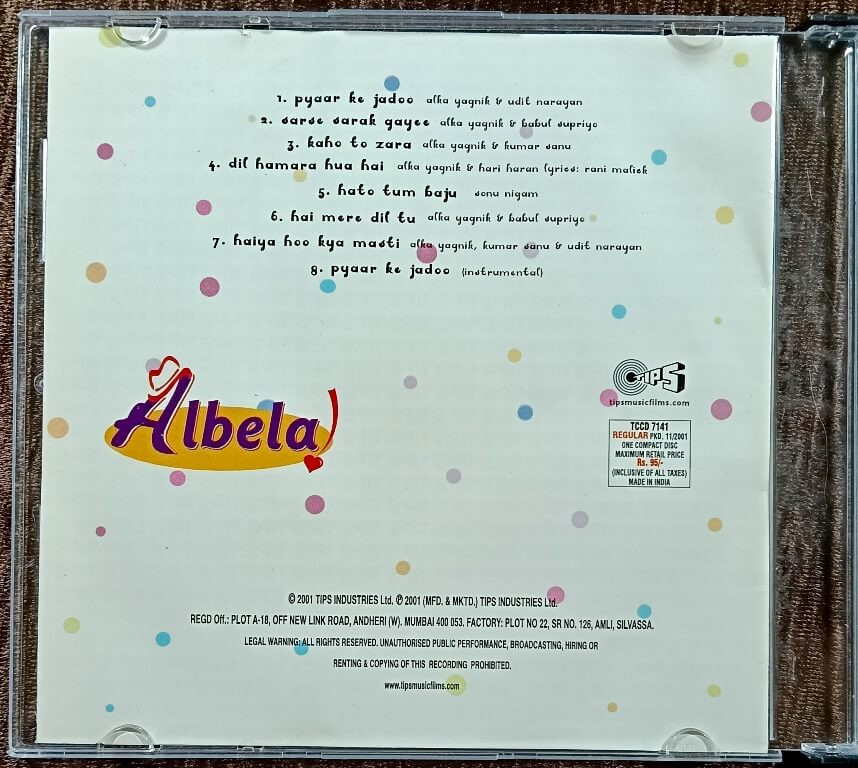 1. pyaar ke jadoo alka yagnik & udit narayan
2. sarse sarak gayee alka yagnik & babul supriyo
3. kaho to zara alka yagnik & kumar sanu
4. dil hamara hua hai alka yagnik & hari haran lyrics: rani maliek
5. hato tum baju sonu nigam
6. hai mere dil tu alka yagnik & babul supriyo
7. haiya hoo kya masti alka yagnik, kumar sanu & udit narayan
8. pyaar ke jadoo (instrumental)
Albela
TIPS
tipsmusicfilms.com
TCCD 7141
REGULAR PKD. 11/2001
ONE COMPACT DISC
MAXIMUM RETAIL PRICE
Rs. 95/-
(INCLUSIVE OF ALL TAXES)
MADE IN INDIA
© 2001 TIPS INDUSTRIES Ltd. ℗ 2001 (MFD. & MKTD.) TIPS INDUSTRIES Ltd.
REGD Off.: PLOT A-18, OFF NEW LINK ROAD, ANDHERI (W). MUMBAI 400 053. FACTORY: PLOT NO 22, SR NO. 126, AMLI, SILVASSA.
LEGAL WARNING: ALL RIGHTS RESERVED. UNAUTHORISED PUBLIC PERFORMANCE, BROADCASTING, HIRING OR
RENTING & COPYING OF THIS RECORDING PROHIBITED.
www.tipsmusicfilms.com